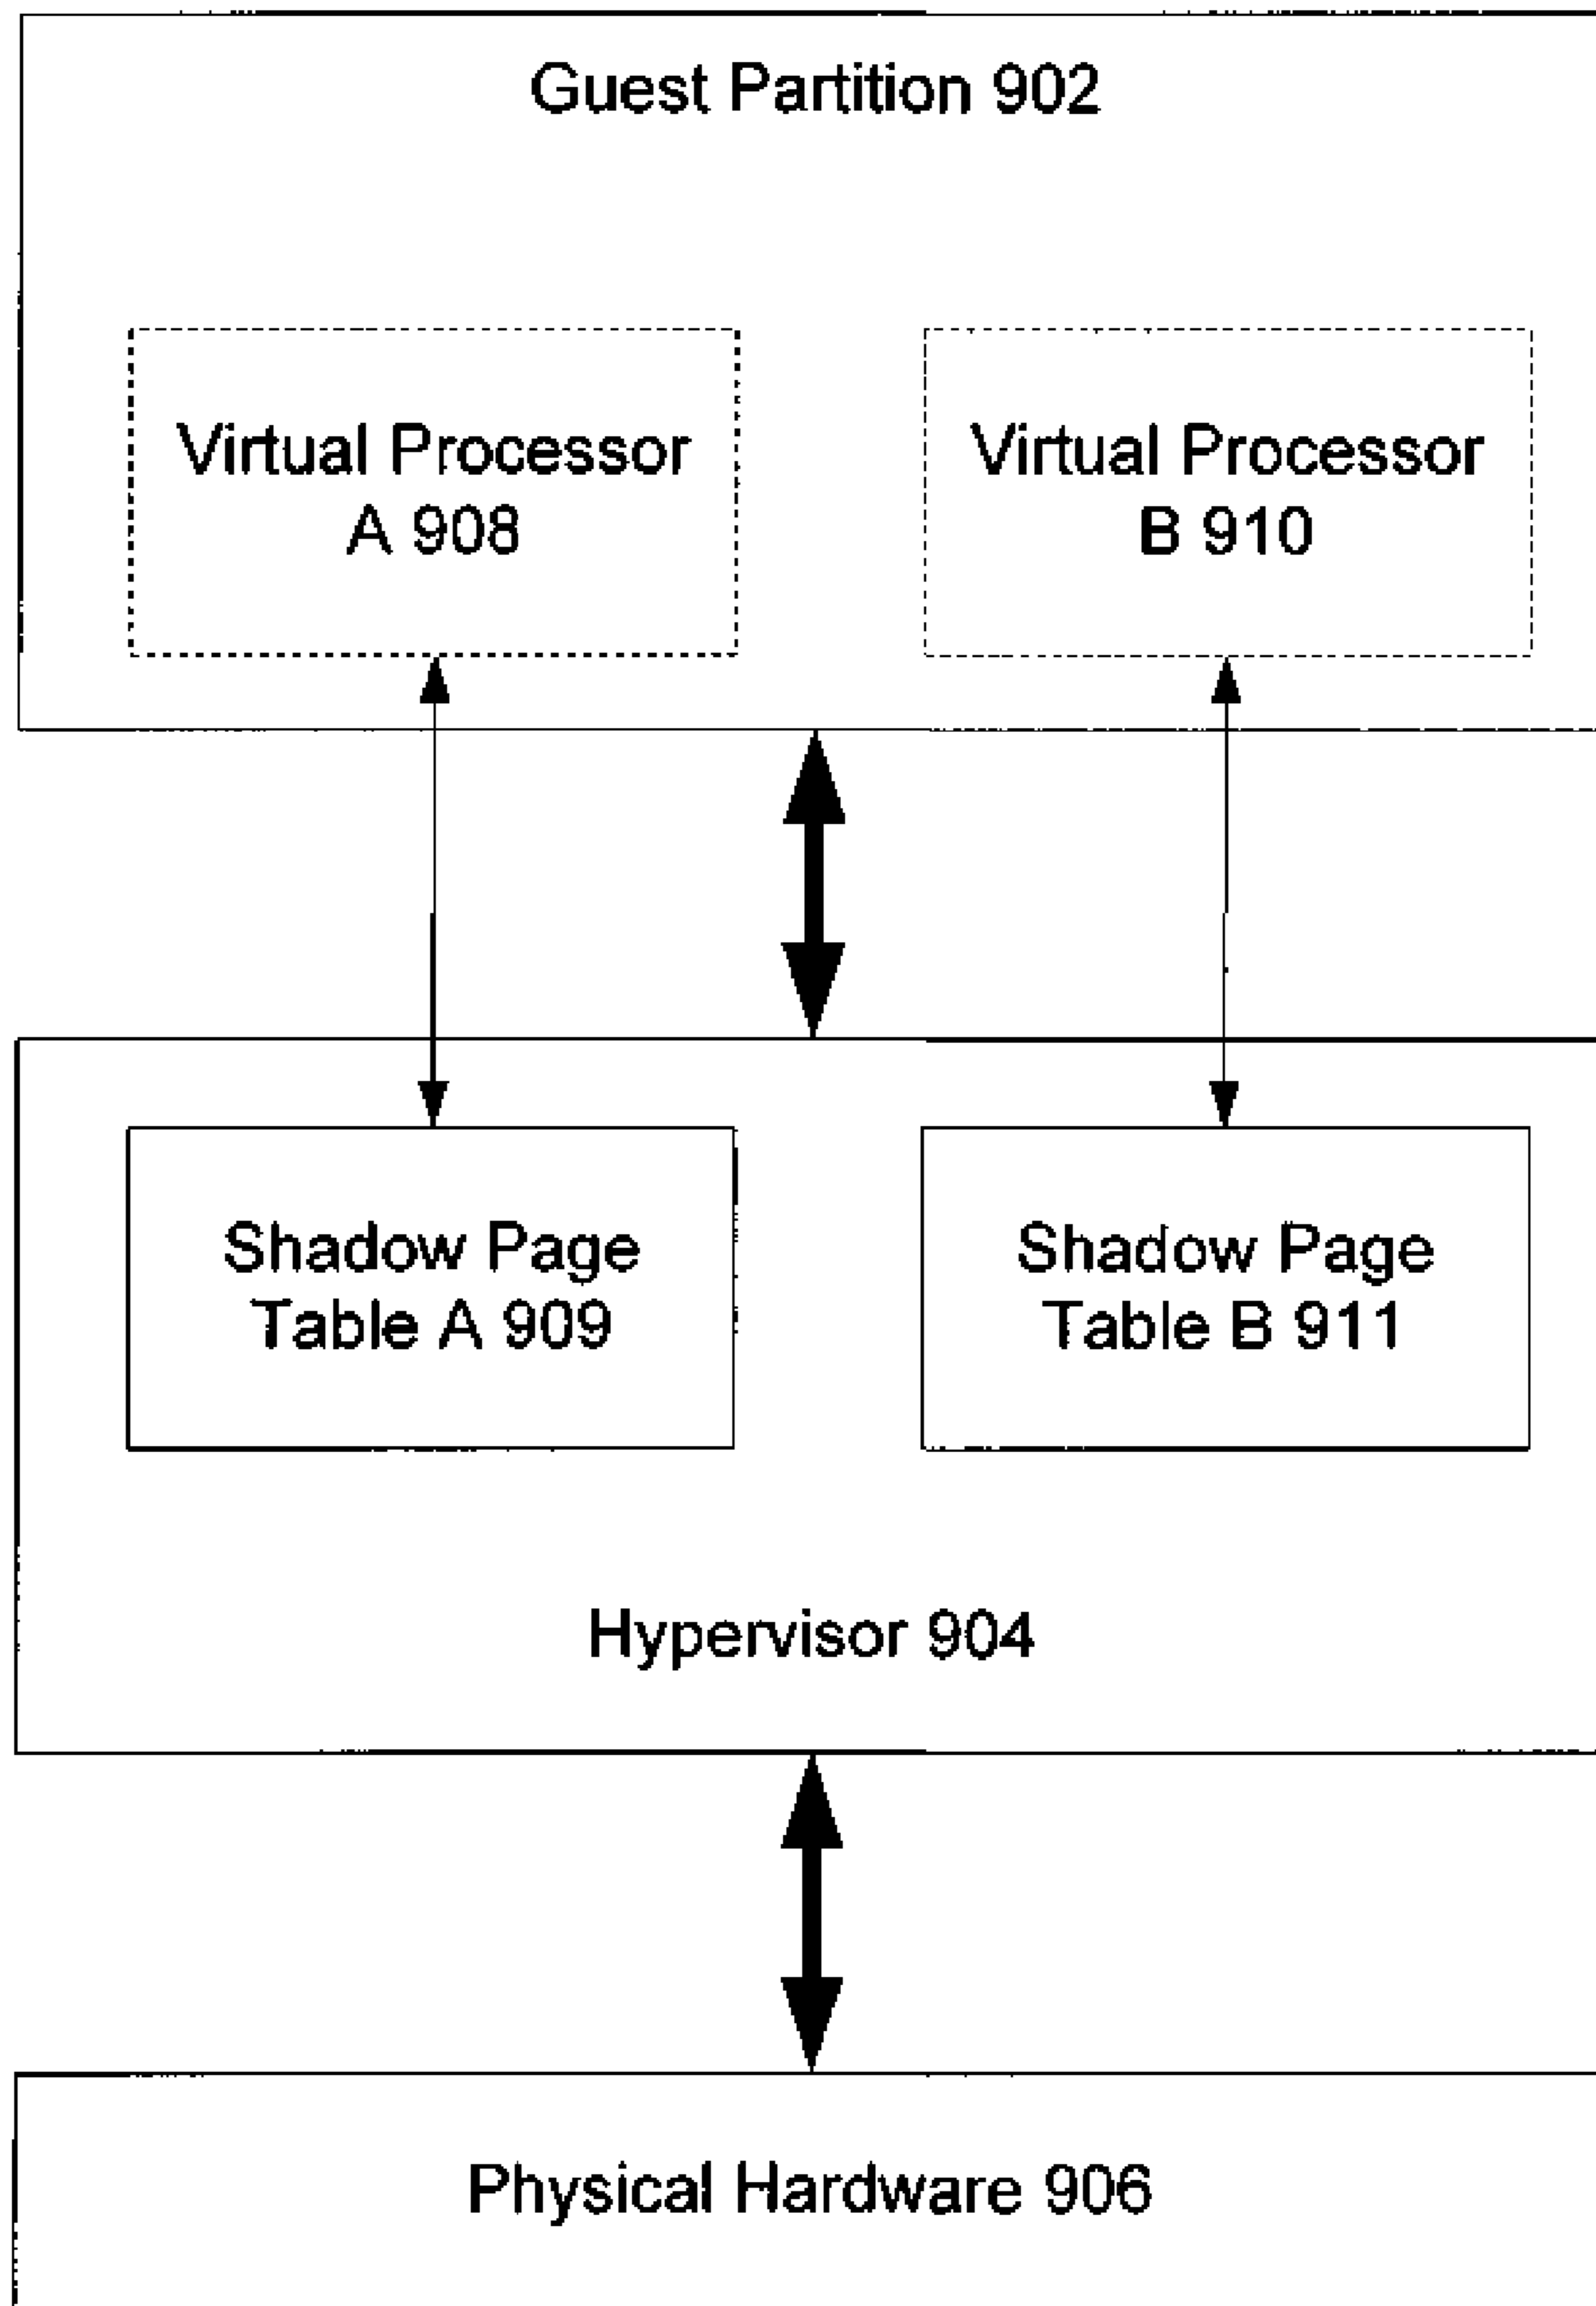 Guest Partition 902
Virtual Processor
A 908
Virtual Processor
B 910
Shadow Page
Table A 909
Shadow Page
Table B 911
Hypervisor 904
Physical Hardware 906